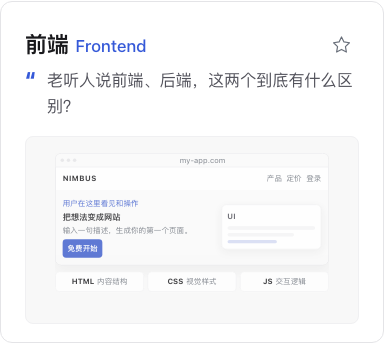 前端 Frontend
“ 老听人说前端、后端，这两个到底有什么区
别？
my-app.com
NIMBUS 产品 定价 登录
用户在这里看见和操作
把想法变成网站
输入一句描述，生成你的第一个页面。
免费开始
UI
HTML 内容结构 CSS 视觉样式 JS 交互逻辑